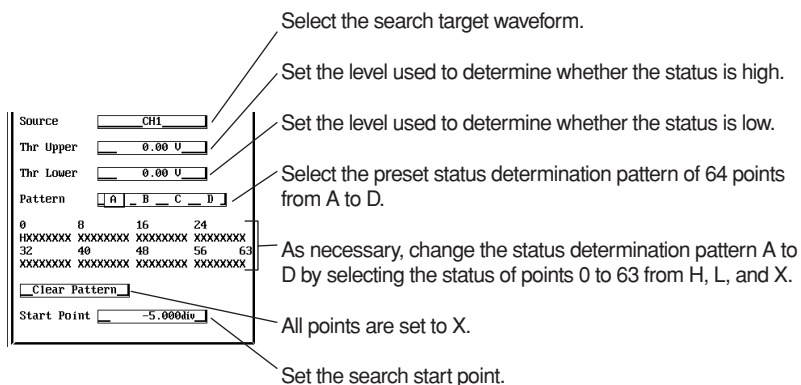 Select the search target waveform.
Set the level used to determine whether the status is high.
Source CH1
Set the level used to determine whether the status is low.
Thr Upper 0.00 V
Thr Lower 0.00 V
Select the preset status determination pattern of 64 points
from A to D.
Pattern A B C D
0 8 16 24
HXXXXXXX XXXXXXXX XXXXXXXX XXXXXXXX
32 40 48 56 63
XXXXXXXX XXXXXXXX XXXXXXXX XXXXXXXX
As necessary, change the status determination pattern A to
D by selecting the status of points 0 to 63 from H, L, and X.
Clear Pattern
All points are set to X.
Start Point -5.000div
Set the search start point.